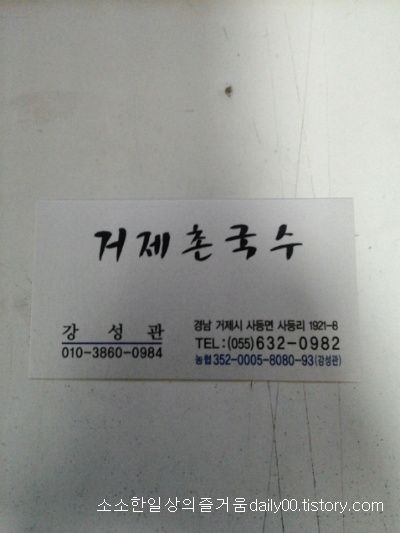 거제촌국수
강 성 관
010-3860-0984
경남 거제시 사등면 사등리 1921-8
TEL:(055)632-0982
농협352-0005-8080-93(강성관)
소소한일상의즐거움daily00.tistory.com